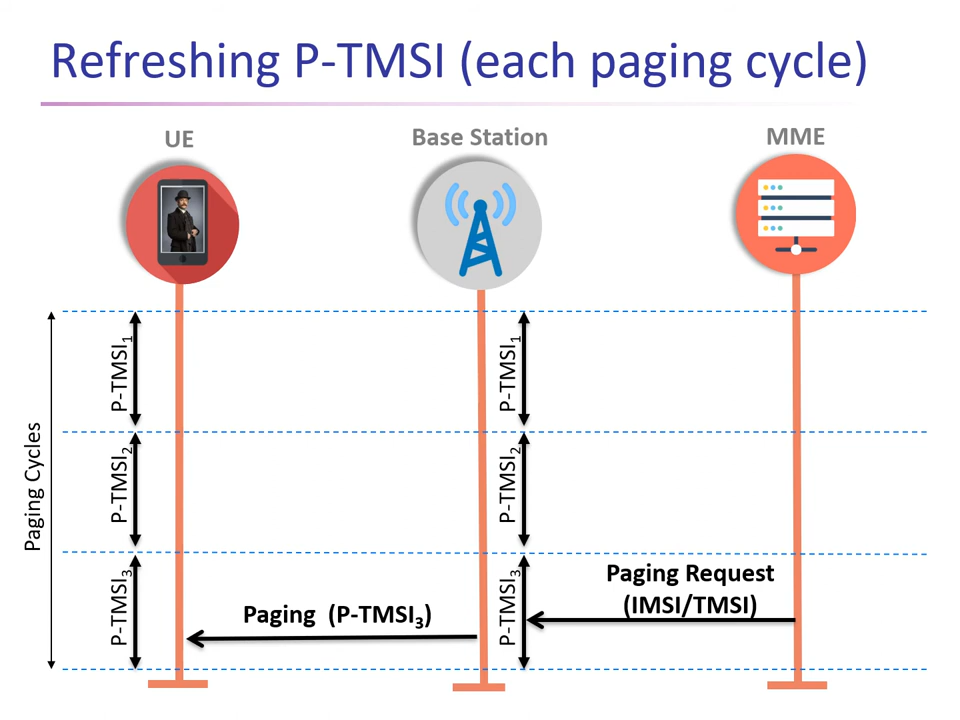 Refreshing P-TMSI (each paging cycle)
UE
Base Station
MME
Paging Cycles
P-TMSI₁
P-TMSI₁
P-TMSI₂
P-TMSI₂
P-TMSI₃
P-TMSI₃
Paging Request
(IMSI/TMSI)
Paging (P-TMSI₃)